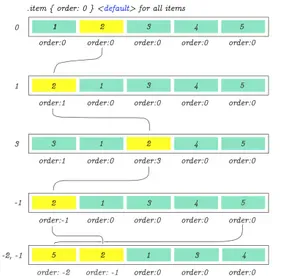 .item { order: 0 } <default> for all items
0 1 2 3 4 5
order:0 order:0 order:0 order:0 order:0
1 2 1 3 4 5
order:1 order:0 order:0 order:0 order:0
3 3 1 2 4 5
order:1 order:0 order:3 order:0 order:0
-1 2 1 3 4 5
order:-1 order:0 order:0 order:0 order:0
-2, -1 5 2 1 3 4
order: -2 order: -1 order:0 order:0 order:0